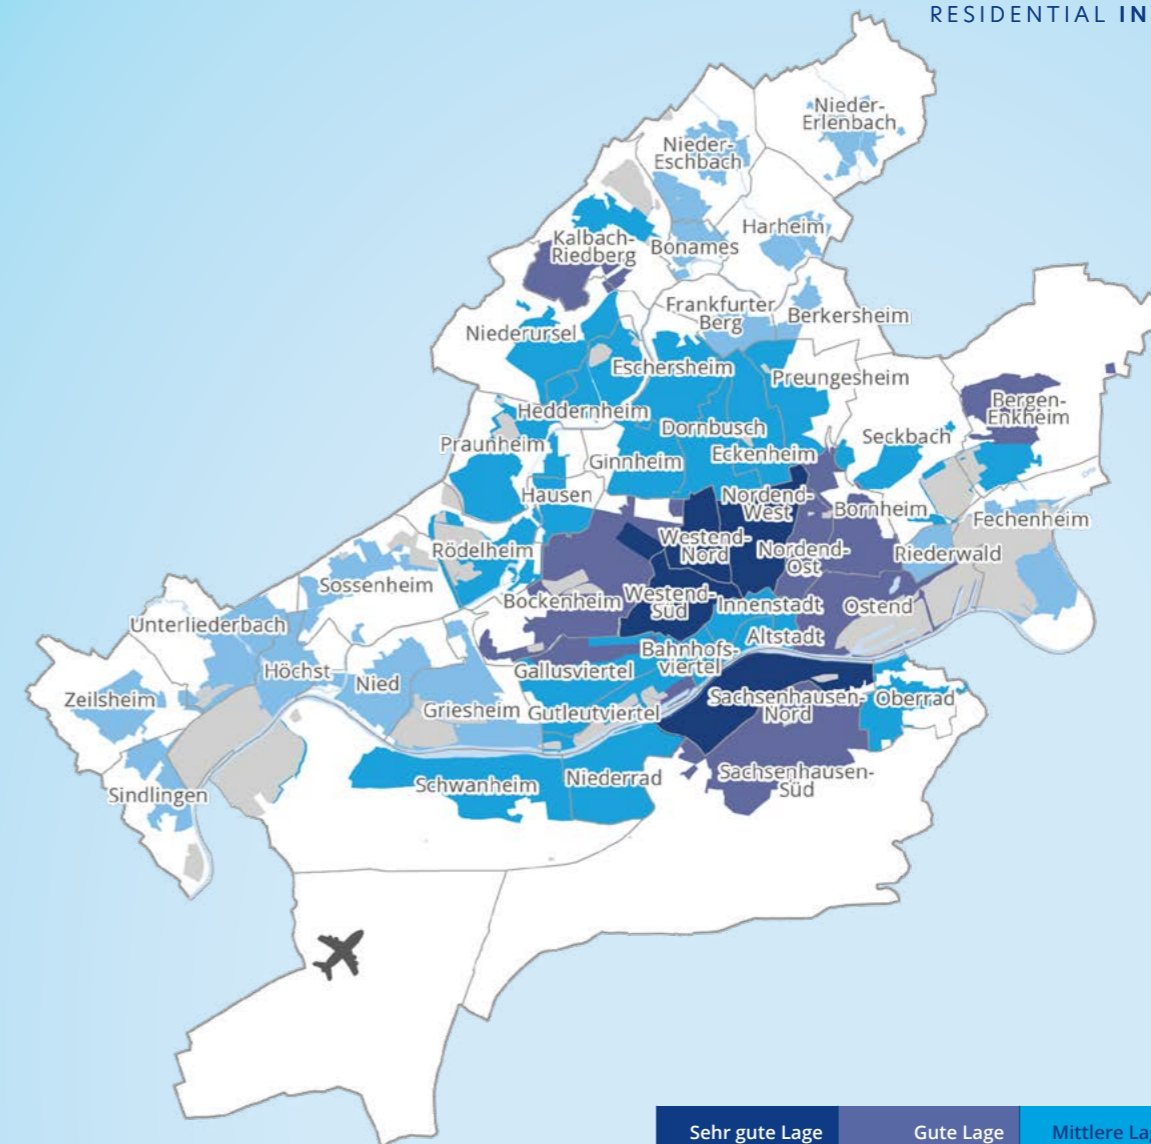 RESIDENTIAL IN
Nieder-
Erlenbach
Nieder-
Eschbach
Harheim
Kalbach-
Riedberg
Bonames
Frankfurter
Berg
Berkersheim
Niederursel
Eschersheim
Preungesheim
Bergen-
Enkheim
Heddernheim
Dornbusch
Praunheim
Seckbach
Ginnheim
Eckenheim
Hausen
Nordend-
West
Bornheim
Fechenheim
Rödelheim
Westend-
Nord
Nordend-
Ost
Riederwald
Sossenheim
Bockenheim
Westend-
Süd
Innenstadt
Ostend
Unterliederbach
Altstadt
Bahnhofs-
viertel
Höchst
Gallusviertel
Zeilsheim
Nied
Griesheim
Gutleutviertel
Sachsenhausen-
Nord
Oberrad
Sindlingen
Schwanheim
Niederrad
Sachsenhausen-
Süd
Sehr gute Lage
Gute Lage
Mittlere Lag